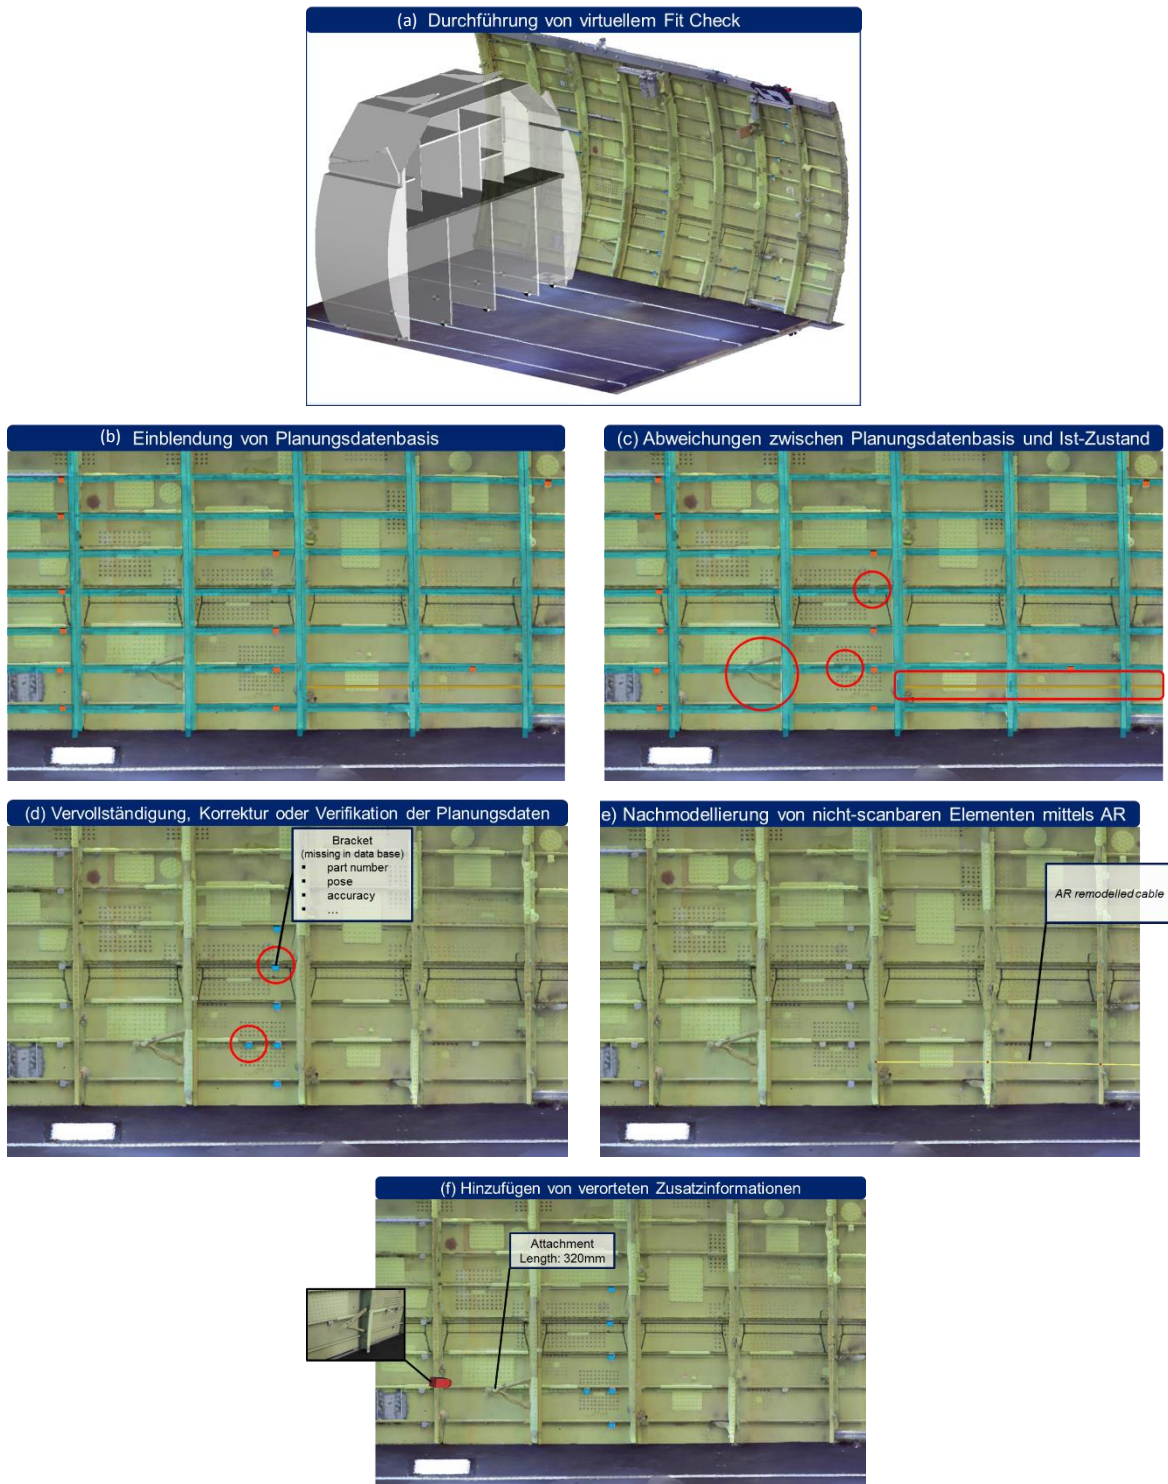 (a) Durchführung von virtuellem Fit Check
(b) Einblendung von Planungsdatenbasis
(c) Abweichungen zwischen Planungsdatenbasis und Ist-Zustand
(d) Vervollständigung, Korrektur oder Verifikation der Planungsdaten
Bracket
(missing in data base)
▪ part number
▪ pose
▪ accuracy
▪ ...
e) Nachmodellierung von nicht-scanbaren Elementen mittels AR
AR remodelled cable
(f) Hinzufügen von verorteten Zusatzinformationen
Attachment
Length: 320mm